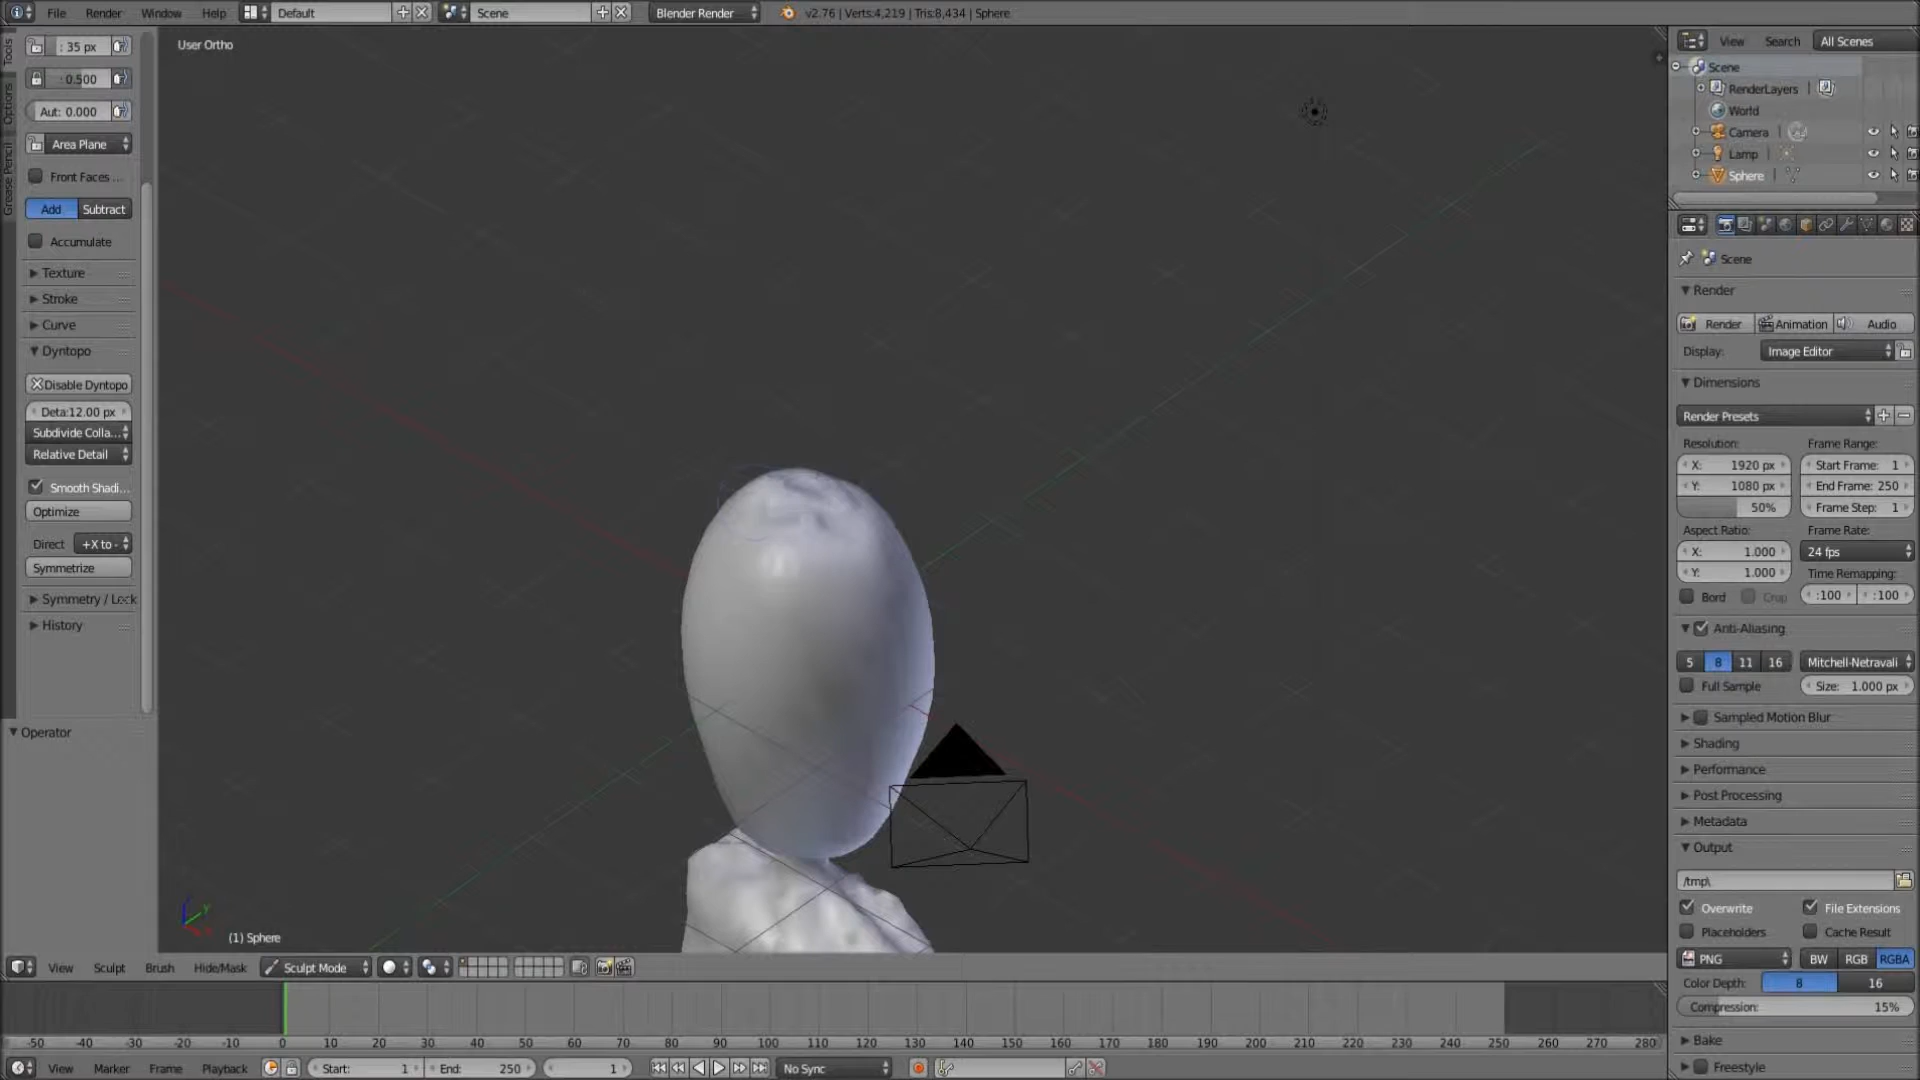 File Render Window Help Default Scene Blender Render v2.76 | Verts:4,219 | Tris:8,434 | Sphere
: 35 px
: 0.500
Aut: 0.000
Area Plane
Front Faces ...
Add Subtract
Accumulate
Texture
Stroke
Curve
Dyntopo
Disable Dyntopo
Deta:12.00 px
Subdivide Colla...
Relative Detail
Smooth Shadi...
Optimize
Direct +X to -
Symmetrize
Symmetry / Lock
History
Operator
Tools
Options
Grease Pencil
User Ortho
(1) Sphere
View Search All Scenes
Scene
RenderLayers
World
Camera
Lamp
Sphere
Scene
Render
Render Animation Audio
Display: Image Editor
Dimensions
Render Presets
Resolution: Frame Range:
X: 1920 px Start Frame: 1
Y: 1080 px End Frame: 250
50% Frame Step: 1
Aspect Ratio: Frame Rate:
X: 1.000 24 fps
Y: 1.000 Time Remapping:
Bord Crop :100 :100
Anti-Aliasing
5 8 11 16 Mitchell-Netravali
Full Sample Size: 1.000 px
Sampled Motion Blur
Shading
Performance
Post Processing
Metadata
Output
/tmp\
Overwrite File Extensions
Placeholders Cache Result
PNG BW RGB RGBA
Color Depth: 8 16
Compression: 15%
Bake
Freestyle
View Sculpt Brush Hide/Mask Sculpt Mode
-50 -40 -30 -20 -10 0 10 20 30 40 50 60 70 80 90 100 110 120 130 140 150 160 170 180 190 200 210 220 230 240 250 260 270 280
View Marker Frame Playback Start: 1 End: 250 1 No Sync